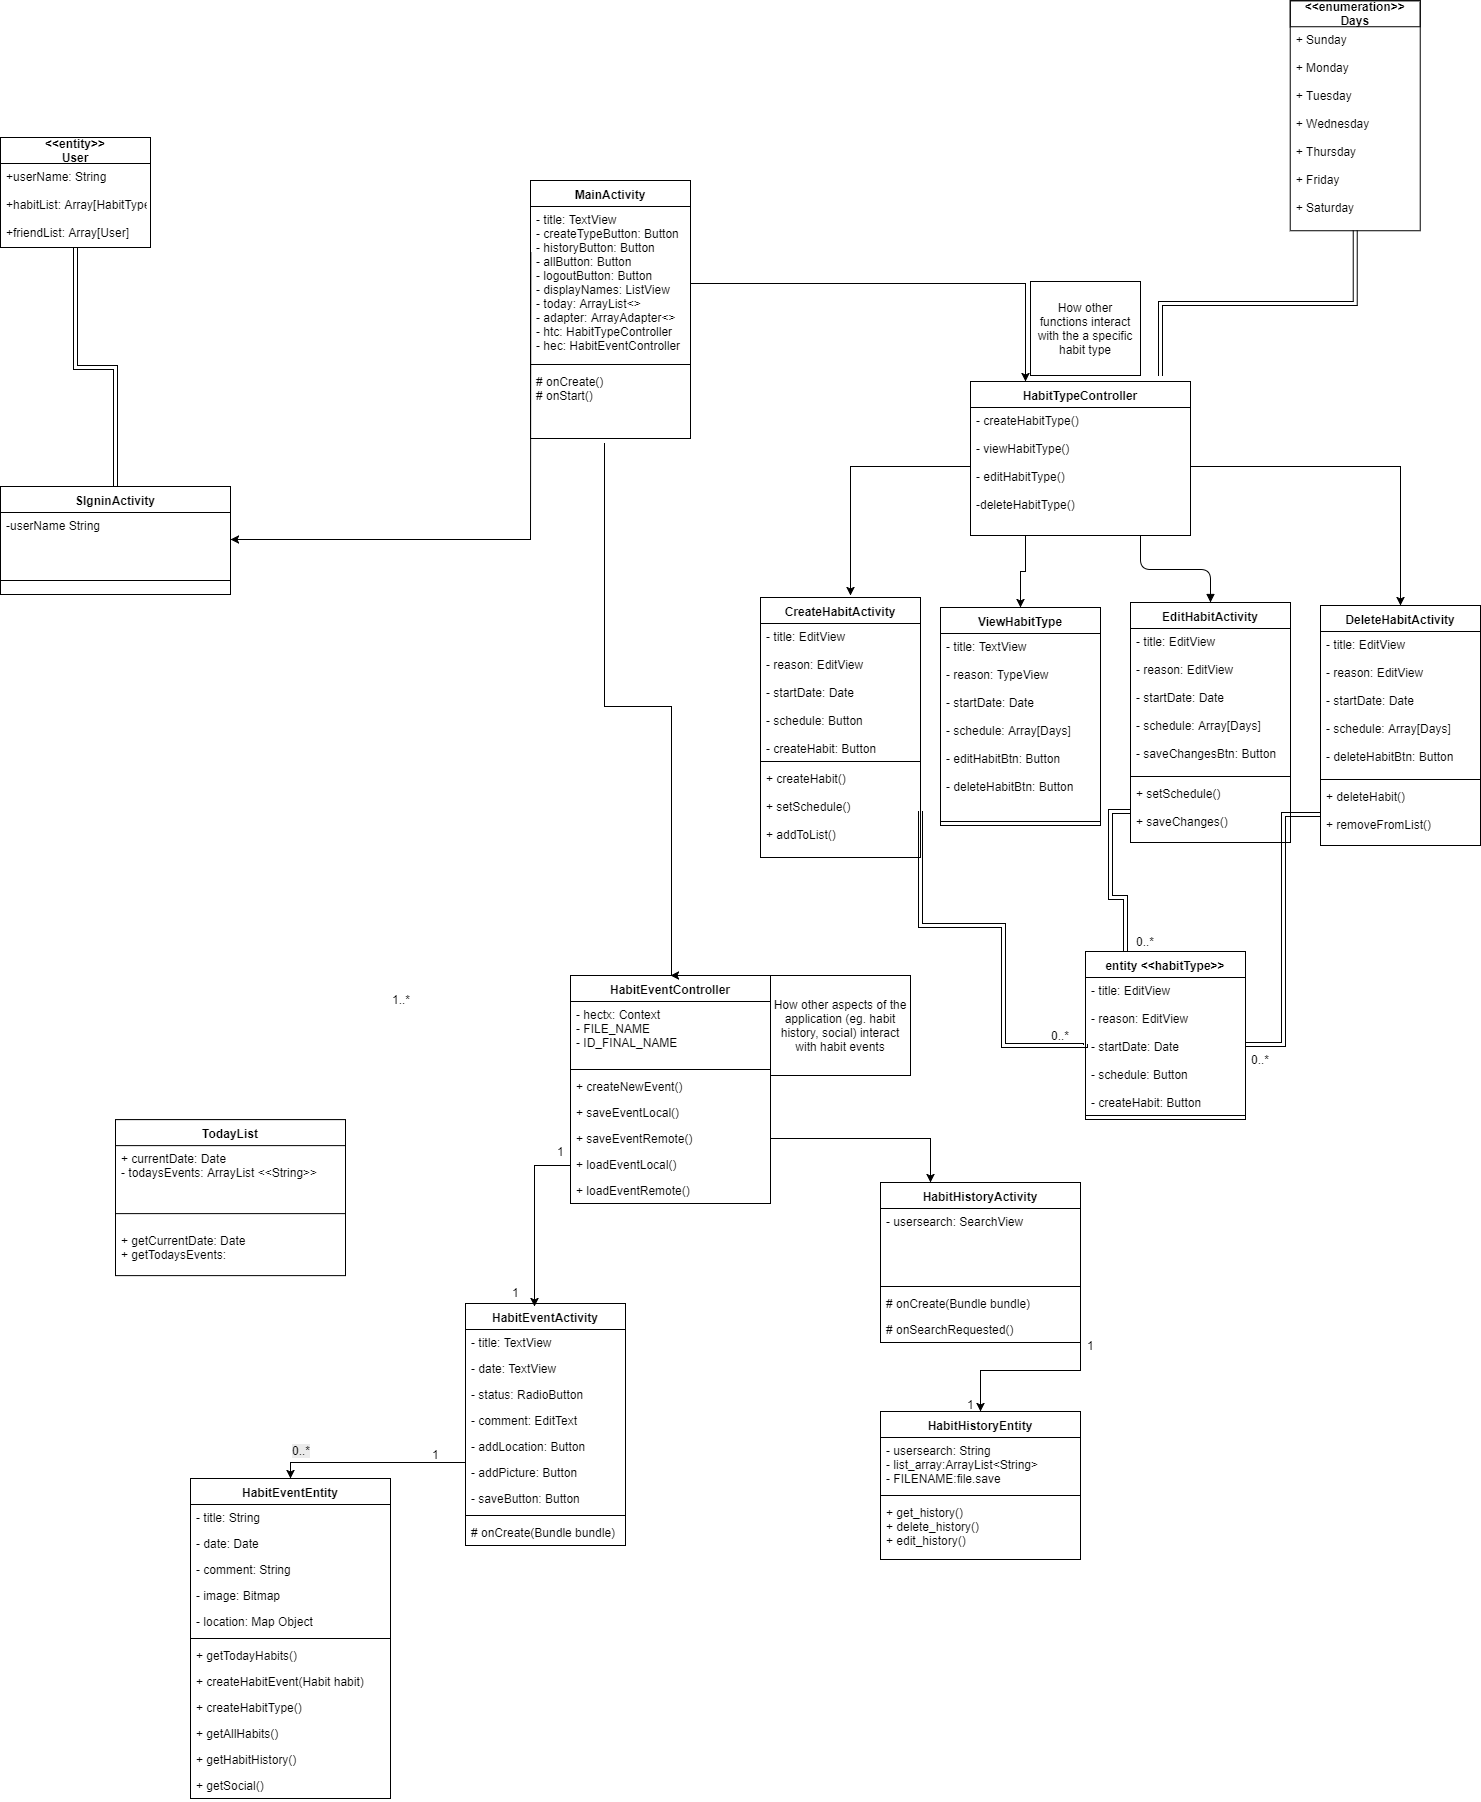 <<enumeration>>
Days
+ Sunday
+ Monday
+ Tuesday
+ Wednesday
+ Thursday
+ Friday
+ Saturday
<<entity>>
User
+userName: String
+habitList: Array[HabitType
+friendList: Array[User]
MainActivity
- title: TextView
- createTypeButton: Button
- historyButton: Button
- allButton: Button
- logoutButton: Button
- displayNames: ListView
- today: ArrayList<>
- adapter: ArrayAdapter<>
- htc: HabitTypeController
- hec: HabitEventController
# onCreate()
# onStart()
How other
functions interact
with the a specific
habit type
HabitTypeController
- createHabitType()
- viewHabitType()
- editHabitType()
-deleteHabitType()
SIgninActivity
-userName String
CreateHabitActivity
- title: EditView
- reason: EditView
- startDate: Date
- schedule: Button
- createHabit: Button
+ createHabit()
+ setSchedule()
+ addToList()
ViewHabitType
- title: TextView
- reason: TypeView
- startDate: Date
- schedule: Array[Days]
- editHabitBtn: Button
- deleteHabitBtn: Button
EditHabitActivity
- title: EditView
- reason: EditView
- startDate: Date
- schedule: Array[Days]
- saveChangesBtn: Button
+ setSchedule()
+ saveChanges()
DeleteHabitActivity
- title: EditView
- reason: EditView
- startDate: Date
- schedule: Array[Days]
- deleteHabitBtn: Button
+ deleteHabit()
+ removeFromList()
0..*
entity <<habitType>>
- title: EditView
- reason: EditView
- startDate: Date
- schedule: Button
- createHabit: Button
0..*
0..*
1..*
HabitEventController
- hectx: Context
- FILE_NAME
- ID_FINAL_NAME
+ createNewEvent()
+ saveEventLocal()
+ saveEventRemote()
+ loadEventLocal()
+ loadEventRemote()
How other aspects of the
application (eg. habit
history, social) interact
with habit events
TodayList
+ currentDate: Date
- todaysEvents: ArrayList <<String>>
+ getCurrentDate: Date
+ getTodaysEvents:
1
1
HabitHistoryActivity
- usersearch: SearchView
# onCreate(Bundle bundle)
# onSearchRequested()
1
1
HabitEventActivity
- title: TextView
- date: TextView
- status: RadioButton
- comment: EditText
- addLocation: Button
- addPicture: Button
- saveButton: Button
# onCreate(Bundle bundle)
HabitHistoryEntity
- usersearch: String
- list_array:ArrayList<String>
- FILENAME:file.save
+ get_history()
+ delete_history()
+ edit_history()
0..*
1
HabitEventEntity
- title: String
- date: Date
- comment: String
- image: Bitmap
- location: Map Object
+ getTodayHabits()
+ createHabitEvent(Habit habit)
+ createHabitType()
+ getAllHabits()
+ getHabitHistory()
+ getSocial()